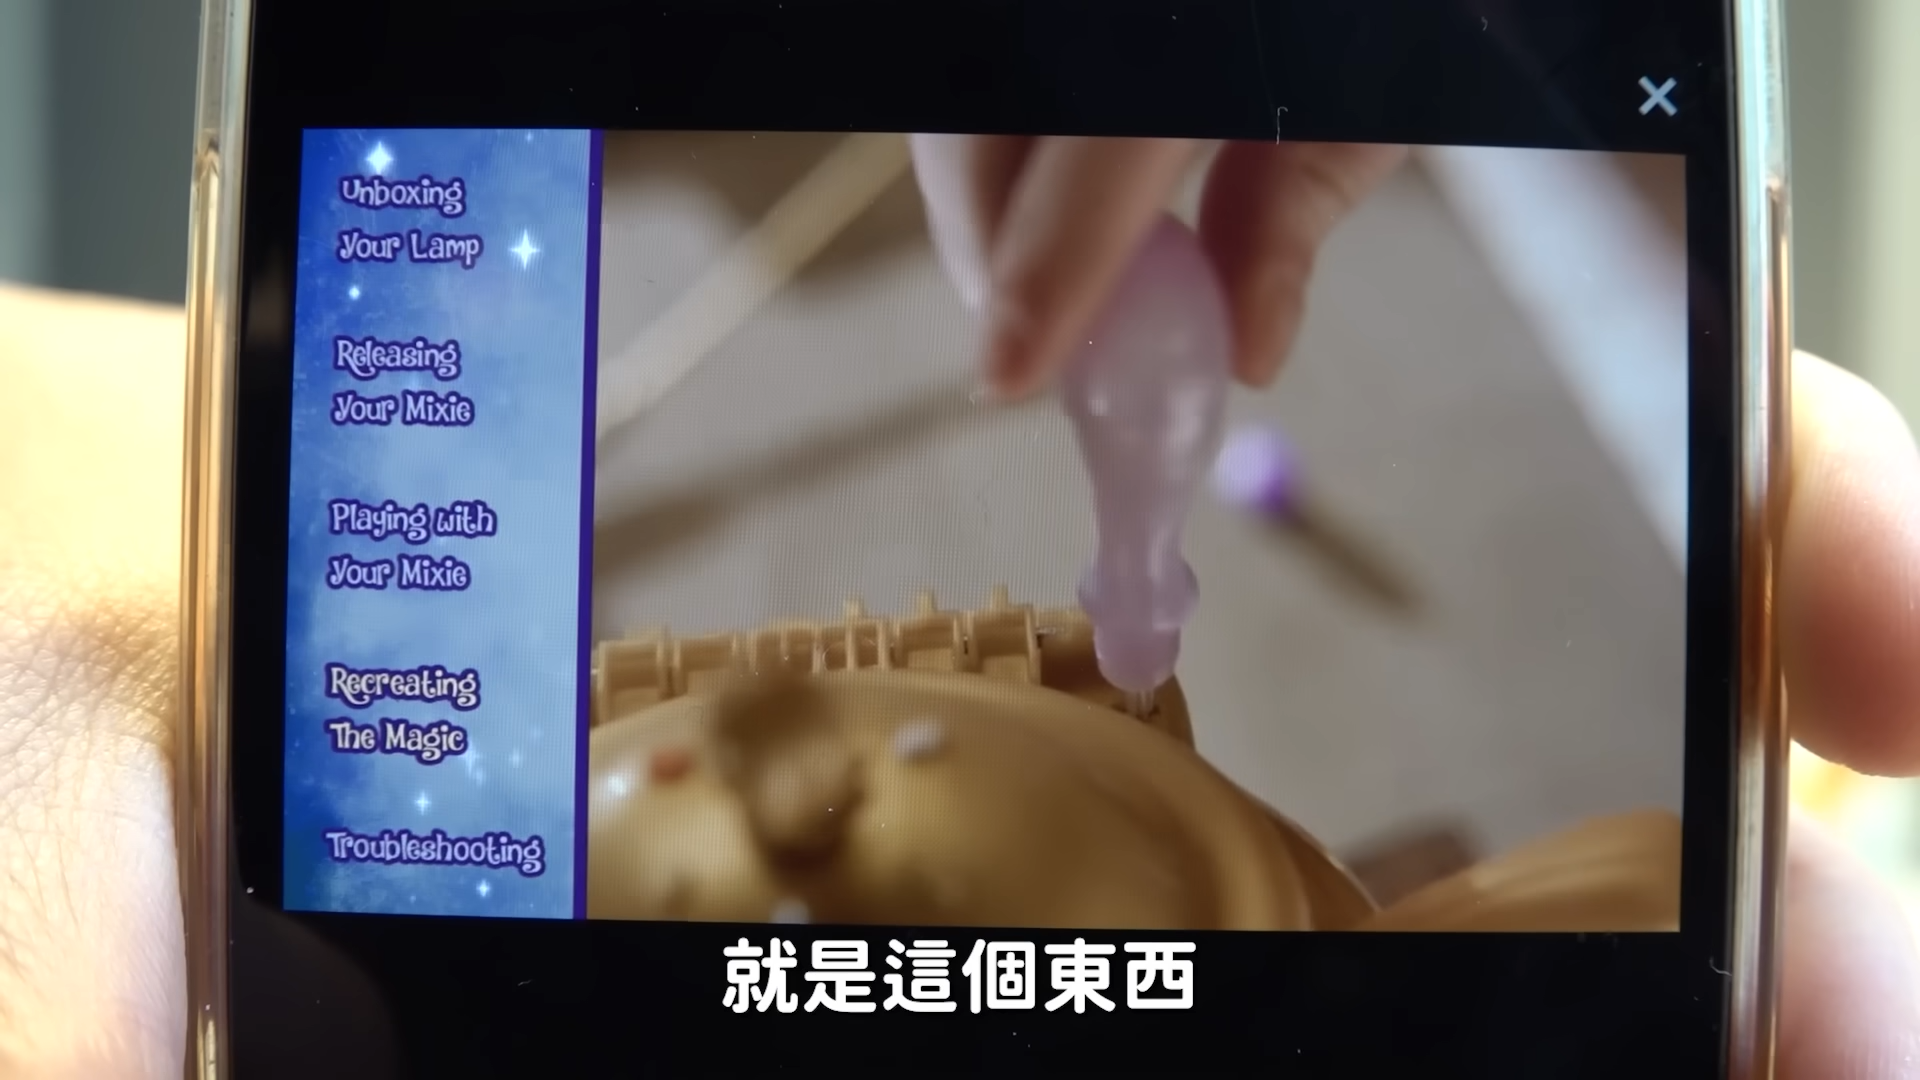 Unboxing
Your Lamp
Releasing
Your Mixie
Playing with
Your Mixie
Recreating
The Magic
Troubleshooting
就是這個東西